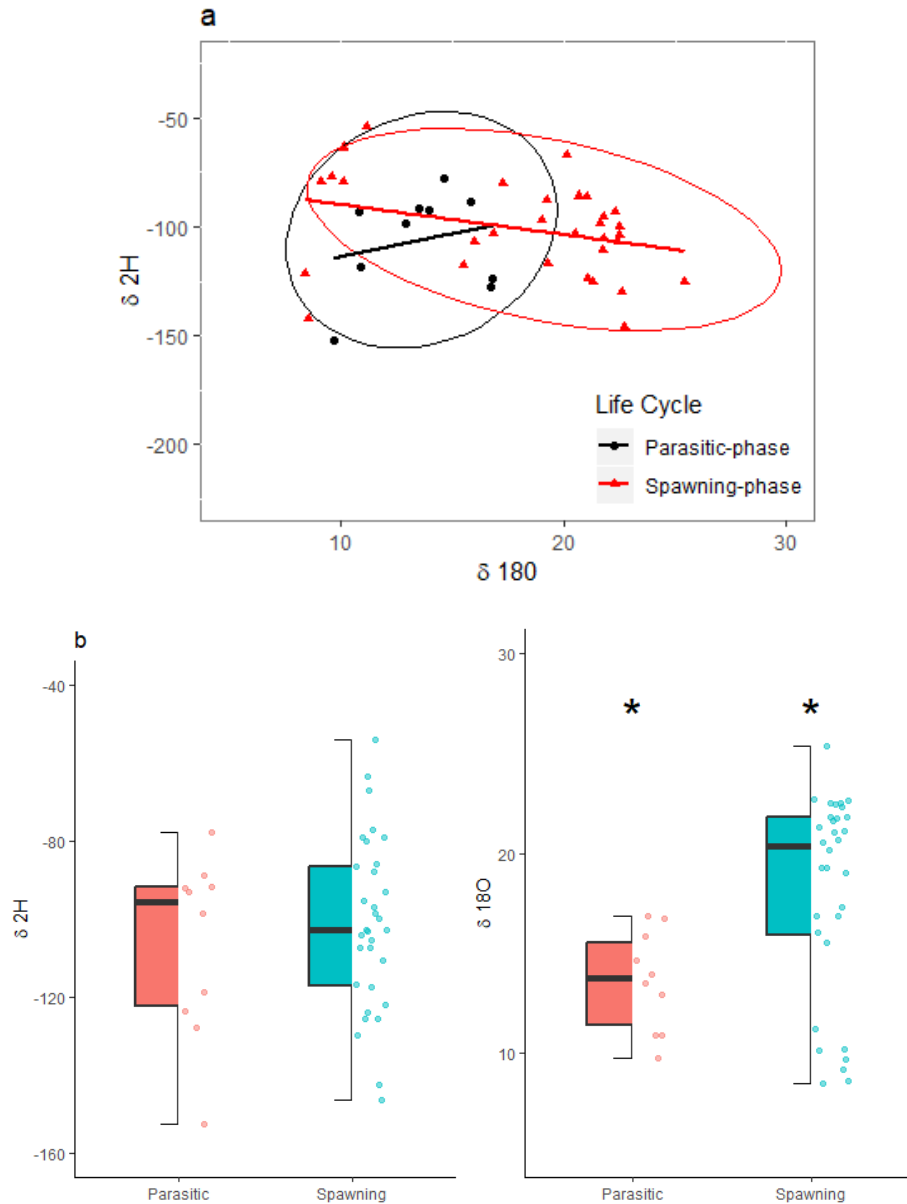 a
-50
-100
-150
-200
δ 2H
10
20
30
δ 180
Life Cycle
Parasitic-phase
Spawning-phase
b
-40
-80
-120
-160
δ 2H
Parasitic
Spawning
30
20
10
δ 18O
*
*
Parasitic
Spawning